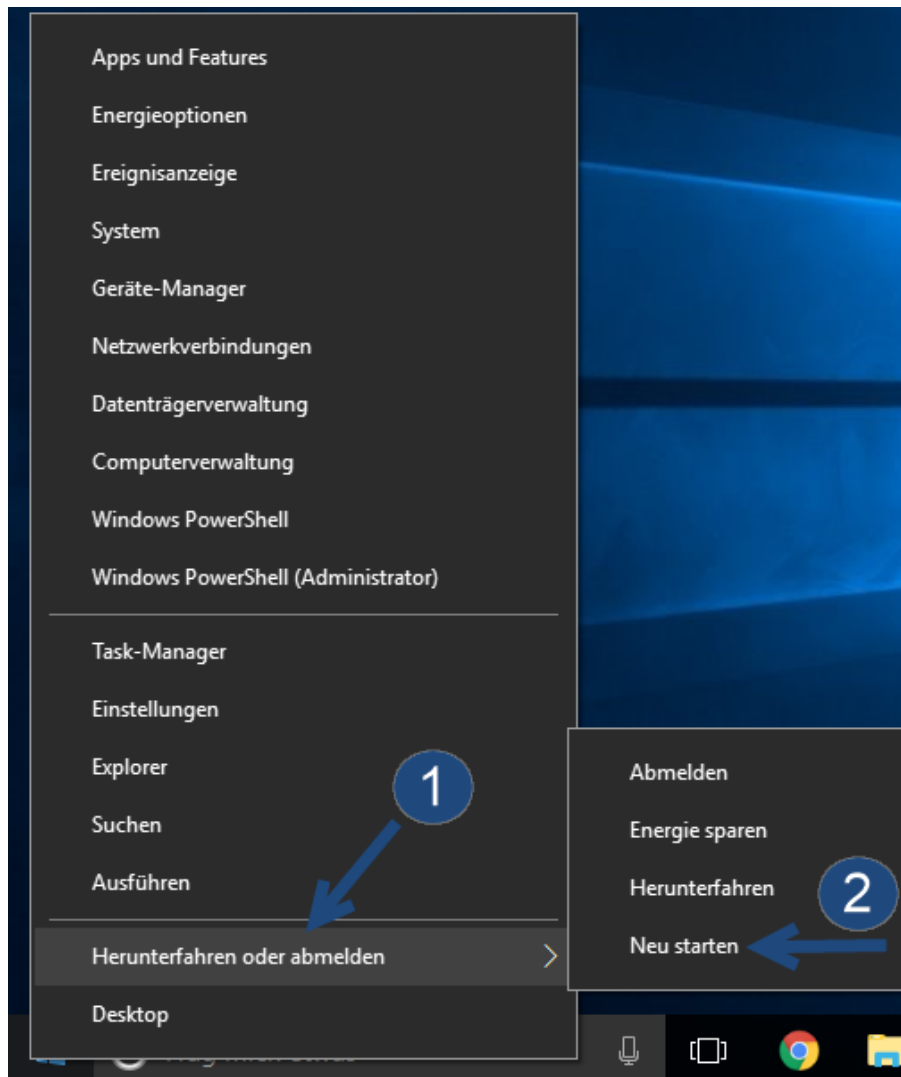 Apps und Features
Energieoptionen
Ereignisanzeige
System
Geräte-Manager
Netzwerkverbindungen
Datenträgerverwaltung
Computerverwaltung
Windows PowerShell
Windows PowerShell (Administrator)
Task-Manager
Einstellungen
Explorer
Suchen
Ausführen
Herunterfahren oder abmelden
Desktop
1
Abmelden
Energie sparen
Herunterfahren
Neu starten
2